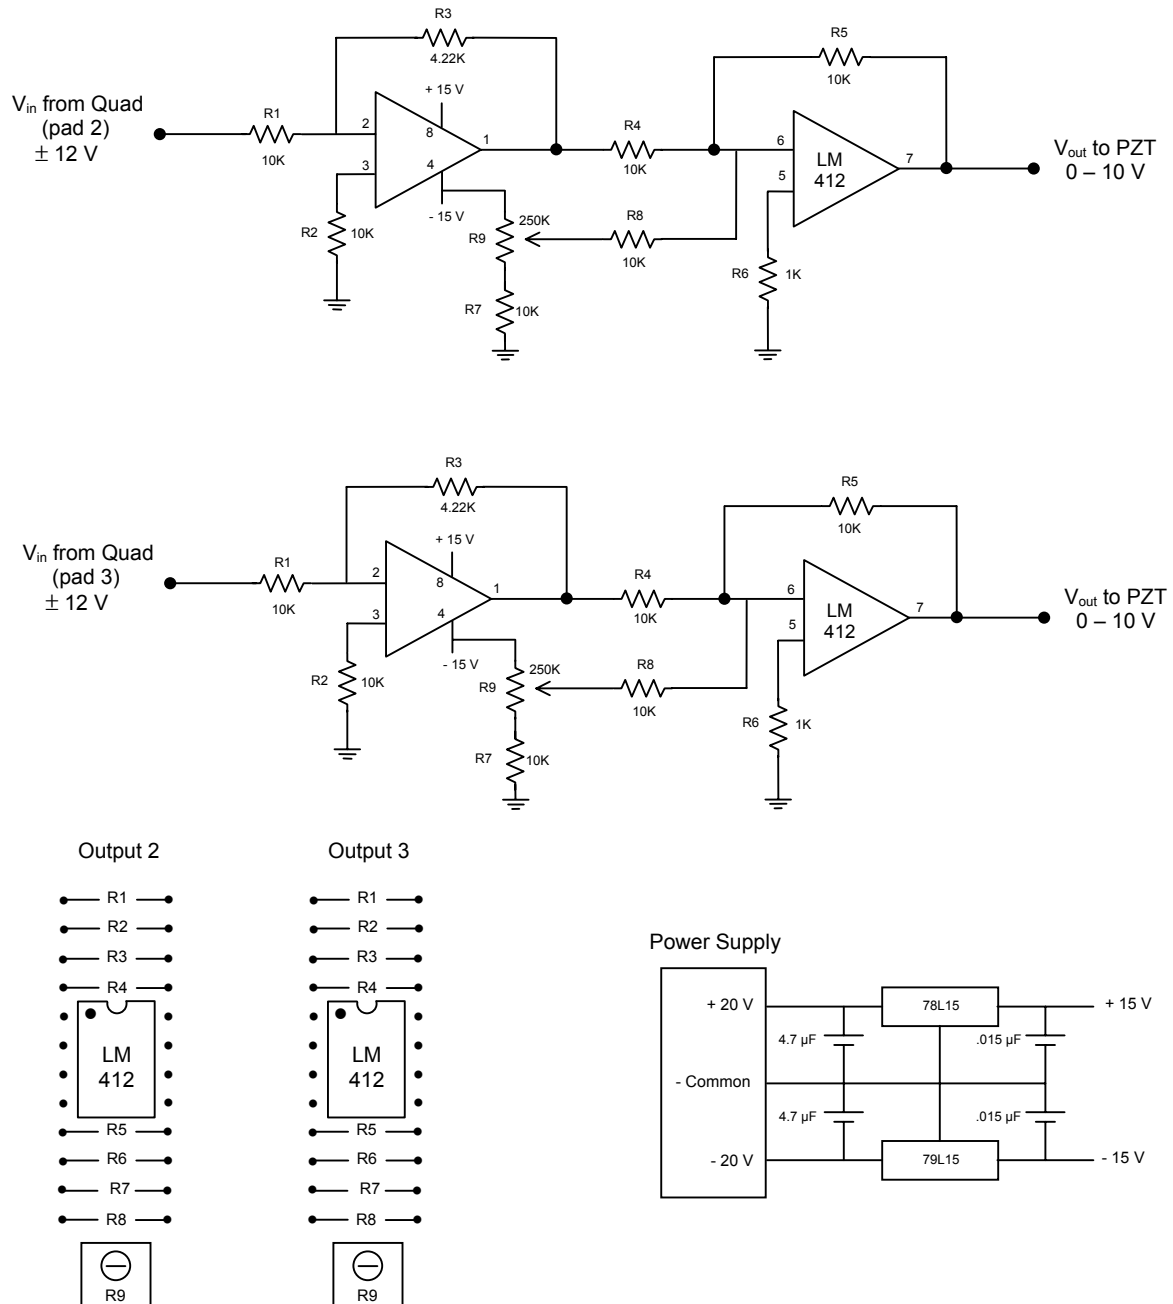 R3
4.22K
V_in from Quad
(pad 2)
± 12 V
R1
10K
+ 15 V
2
8
1
3
4
- 15 V
R2
10K
R9
250K
R7
10K
R4
10K
R8
10K
R5
10K
6
5
LM
412
7
R6
1K
V_out to PZT
0 – 10 V
R3
4.22K
V_in from Quad
(pad 3)
± 12 V
R1
10K
+ 15 V
2
8
1
3
4
- 15 V
R2
10K
R9
250K
R7
10K
R4
10K
R8
10K
R5
10K
6
5
LM
412
7
R6
1K
V_out to PZT
0 – 10 V
Output 2
R1
R2
R3
R4
LM
412
R5
R6
R7
R8
R9
Output 3
R1
R2
R3
R4
LM
412
R5
R6
R7
R8
R9
Power Supply
+ 20 V
- Common
- 20 V
4.7 µF
4.7 µF
78L15
79L15
.015 µF
.015 µF
+ 15 V
- 15 V